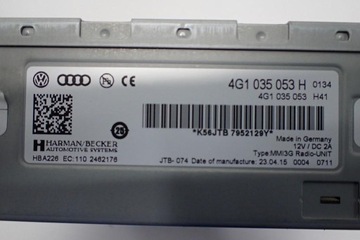 4G1 035 053 H 0134
4G1 035 053 H41
*K56JTB 7952129Y*
HARMAN/BECKER
AUTOMOTIVE SYSTEMS
Made in Germany
12V / DC 2A
Type:MMI3G Radio-UNIT
HBA226 EC:110 2462176
JTB- 074 Date of manufacture: 23.04.15 0004 0711